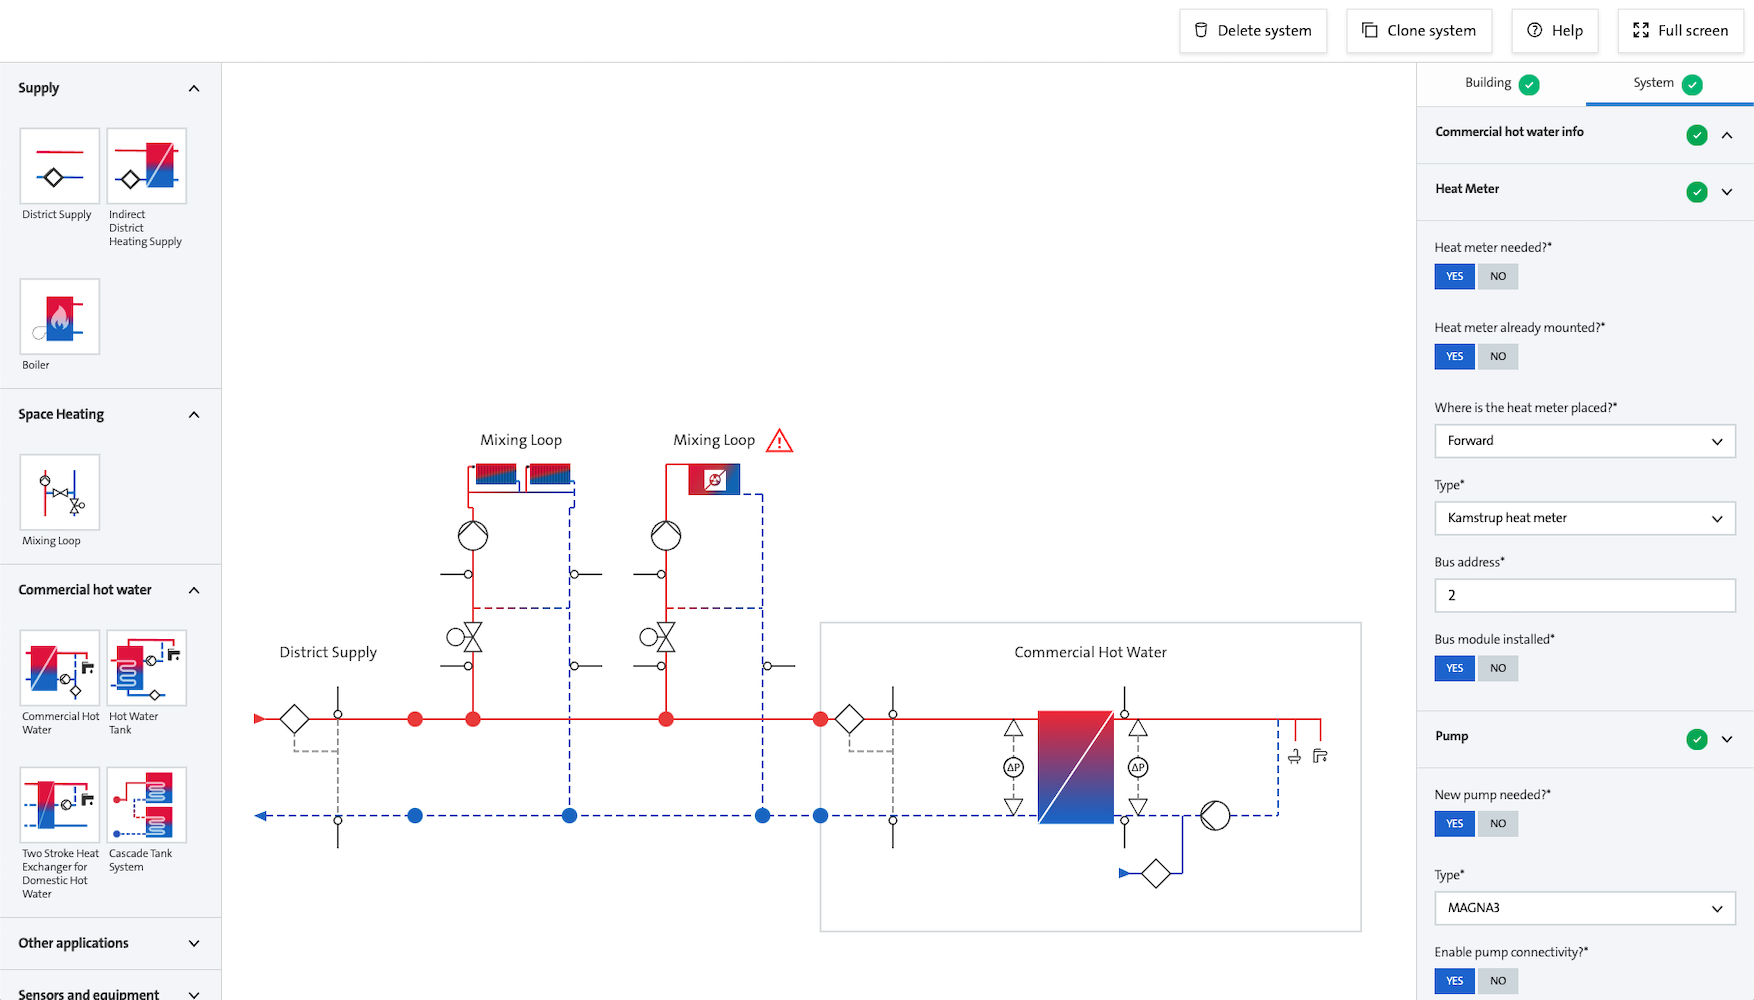 Delete system
Clone system
Help
Full screen
Supply
District Supply
Indirect
District
Heating Supply
Boiler
Space Heating
Mixing Loop
Commercial hot water
Commercial Hot
Water
Hot Water
Tank
Two Stroke Heat
Exchanger for
Domestic Hot
Water
Cascade Tank
System
Other applications
Sensors and equipment
Mixing Loop
Mixing Loop
District Supply
Commercial Hot Water
ΔP
ΔP
Building
System
Commercial hot water info
Heat Meter
Heat meter needed?*
YES NO
Heat meter already mounted?*
YES NO
Where is the heat meter placed?*
Forward
Type*
Kamstrup heat meter
Bus address*
2
Bus module installed*
YES NO
Pump
New pump needed?*
YES NO
Type*
MAGNA3
Enable pump connectivity?*
YES NO